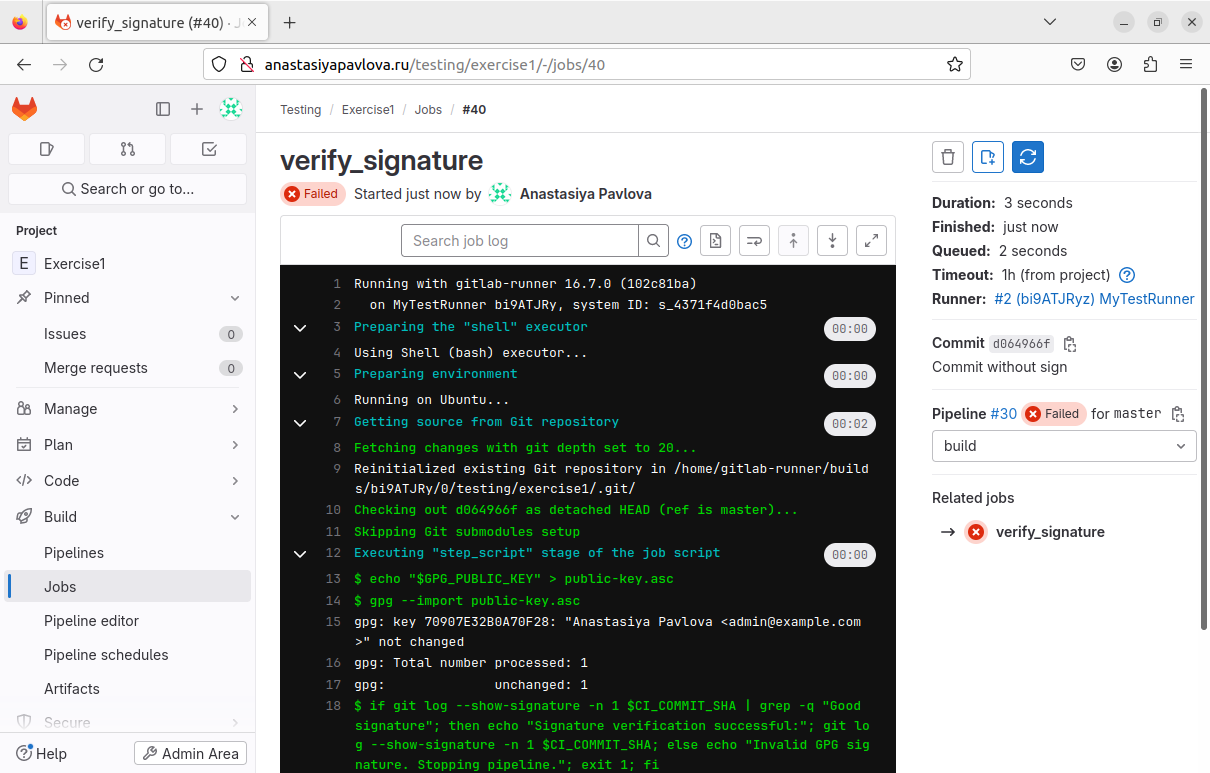 verify_signature (#40) · J
anastasiyapavlova.ru/testing/exercise1/-/jobs/40
Search or go to...
Project
E Exercise1
Pinned
Issues 0
Merge requests 0
Manage
Plan
Code
Build
Pipelines
Jobs
Pipeline editor
Pipeline schedules
Artifacts
Secure
Help
Admin Area
Testing / Exercise1 / Jobs / #40
verify_signature
Failed Started just now by Anastasiya Pavlova
Search job log
1 Running with gitlab-runner 16.7.0 (102c81ba)
2 on MyTestRunner bi9ATJRy, system ID: s_4371f4d0bac5
3 Preparing the "shell" executor 00:00
4 Using Shell (bash) executor...
5 Preparing environment 00:00
6 Running on Ubuntu...
7 Getting source from Git repository 00:02
8 Fetching changes with git depth set to 20...
9 Reinitialized existing Git repository in /home/gitlab-runner/build
s/bi9ATJRy/0/testing/exercise1/.git/
10 Checking out d064966f as detached HEAD (ref is master)...
11 Skipping Git submodules setup
12 Executing "step_script" stage of the job script 00:00
13 $ echo "$GPG_PUBLIC_KEY" > public-key.asc
14 $ gpg --import public-key.asc
15 gpg: key 70907E32B0A70F28: "Anastasiya Pavlova <admin@example.com
>" not changed
16 gpg: Total number processed: 1
17 gpg: unchanged: 1
18 $ if git log --show-signature -n 1 $CI_COMMIT_SHA | grep -q "Good
signature"; then echo "Signature verification successful:"; git lo
g --show-signature -n 1 $CI_COMMIT_SHA; else echo "Invalid GPG sig
nature. Stopping pipeline."; exit 1; fi
Duration: 3 seconds
Finished: just now
Queued: 2 seconds
Timeout: 1h (from project)
Runner: #2 (bi9ATJRyz) MyTestRunner
Commit d064966f
Commit without sign
Pipeline #30 Failed for master
build
Related jobs
verify_signature